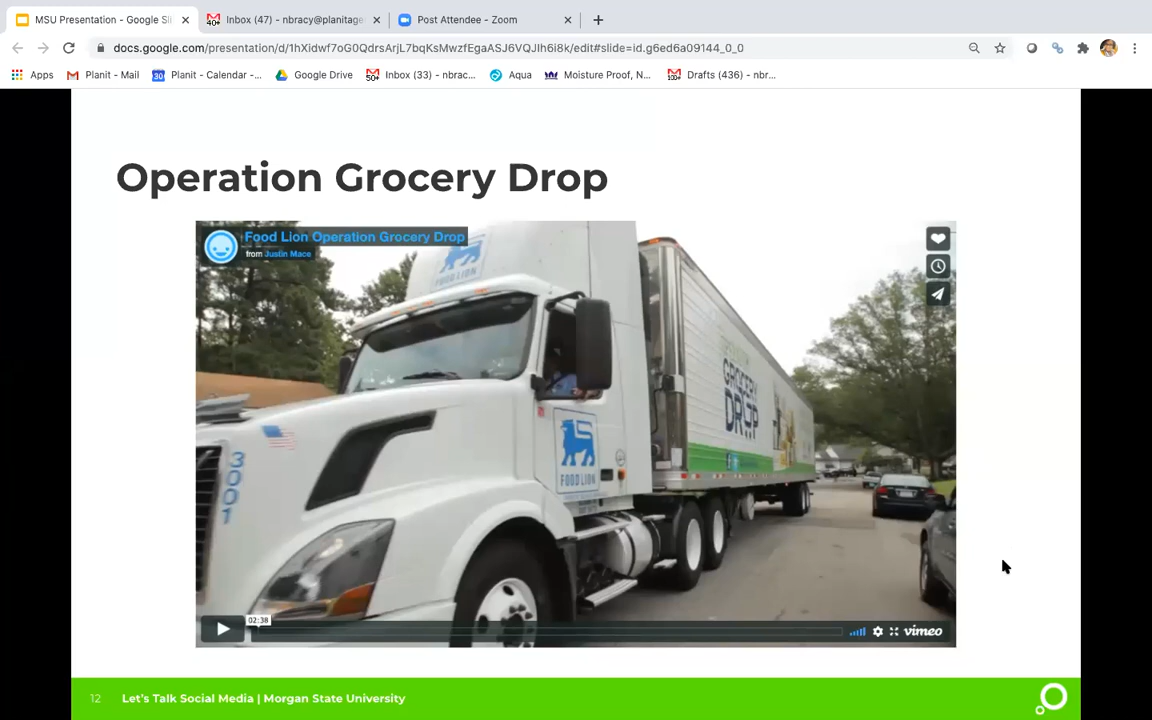 MSU Presentation - Google Sli
Inbox (47) - nbracy@planitage
Post Attendee - Zoom
docs.google.com/presentation/d/1hXidwf7oG0QdrsArjL7bqKsMwzfEgaASJ6VQJIh6i8k/edit#slide=id.g6ed6a09144_0_0
Apps
Planit - Mail
Planit - Calendar -...
Google Drive
Inbox (33) - nbrac...
Aqua
Moisture Proof, N...
Drafts (436) - nbr...
Operation Grocery Drop
Food Lion Operation Grocery Drop
from Justin Mace
FOOD LION
GROCERY
DROP
3001
FOOD LION
02:38
vimeo
12 Let's Talk Social Media | Morgan State University